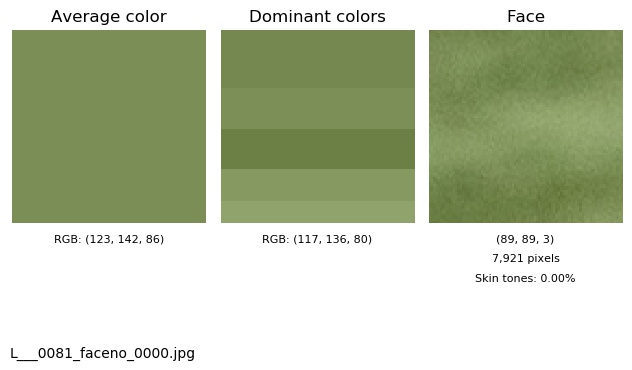 Average color
Dominant colors
Face
RGB: (123, 142, 86)
RGB: (117, 136, 80)
(89, 89, 3)
7,921 pixels
Skin tones: 0.00%
L___0081_faceno_0000.jpg